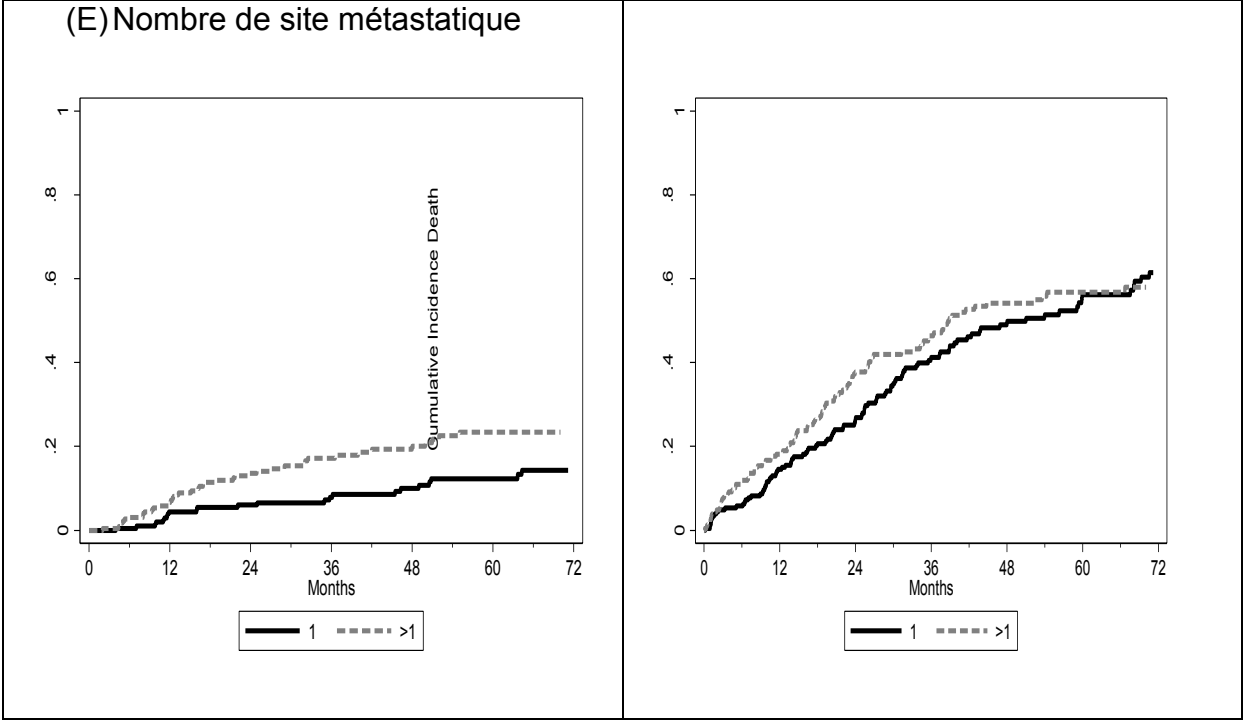 (E) Nombre de site métastatique
1
.8
.6
.4
.2
0
Cumulative Incidence Death
0 12 24 36 48 60 72
Months
1 >1
1
.8
.6
.4
.2
0
0 12 24 36 48 60 72
Months
1 >1